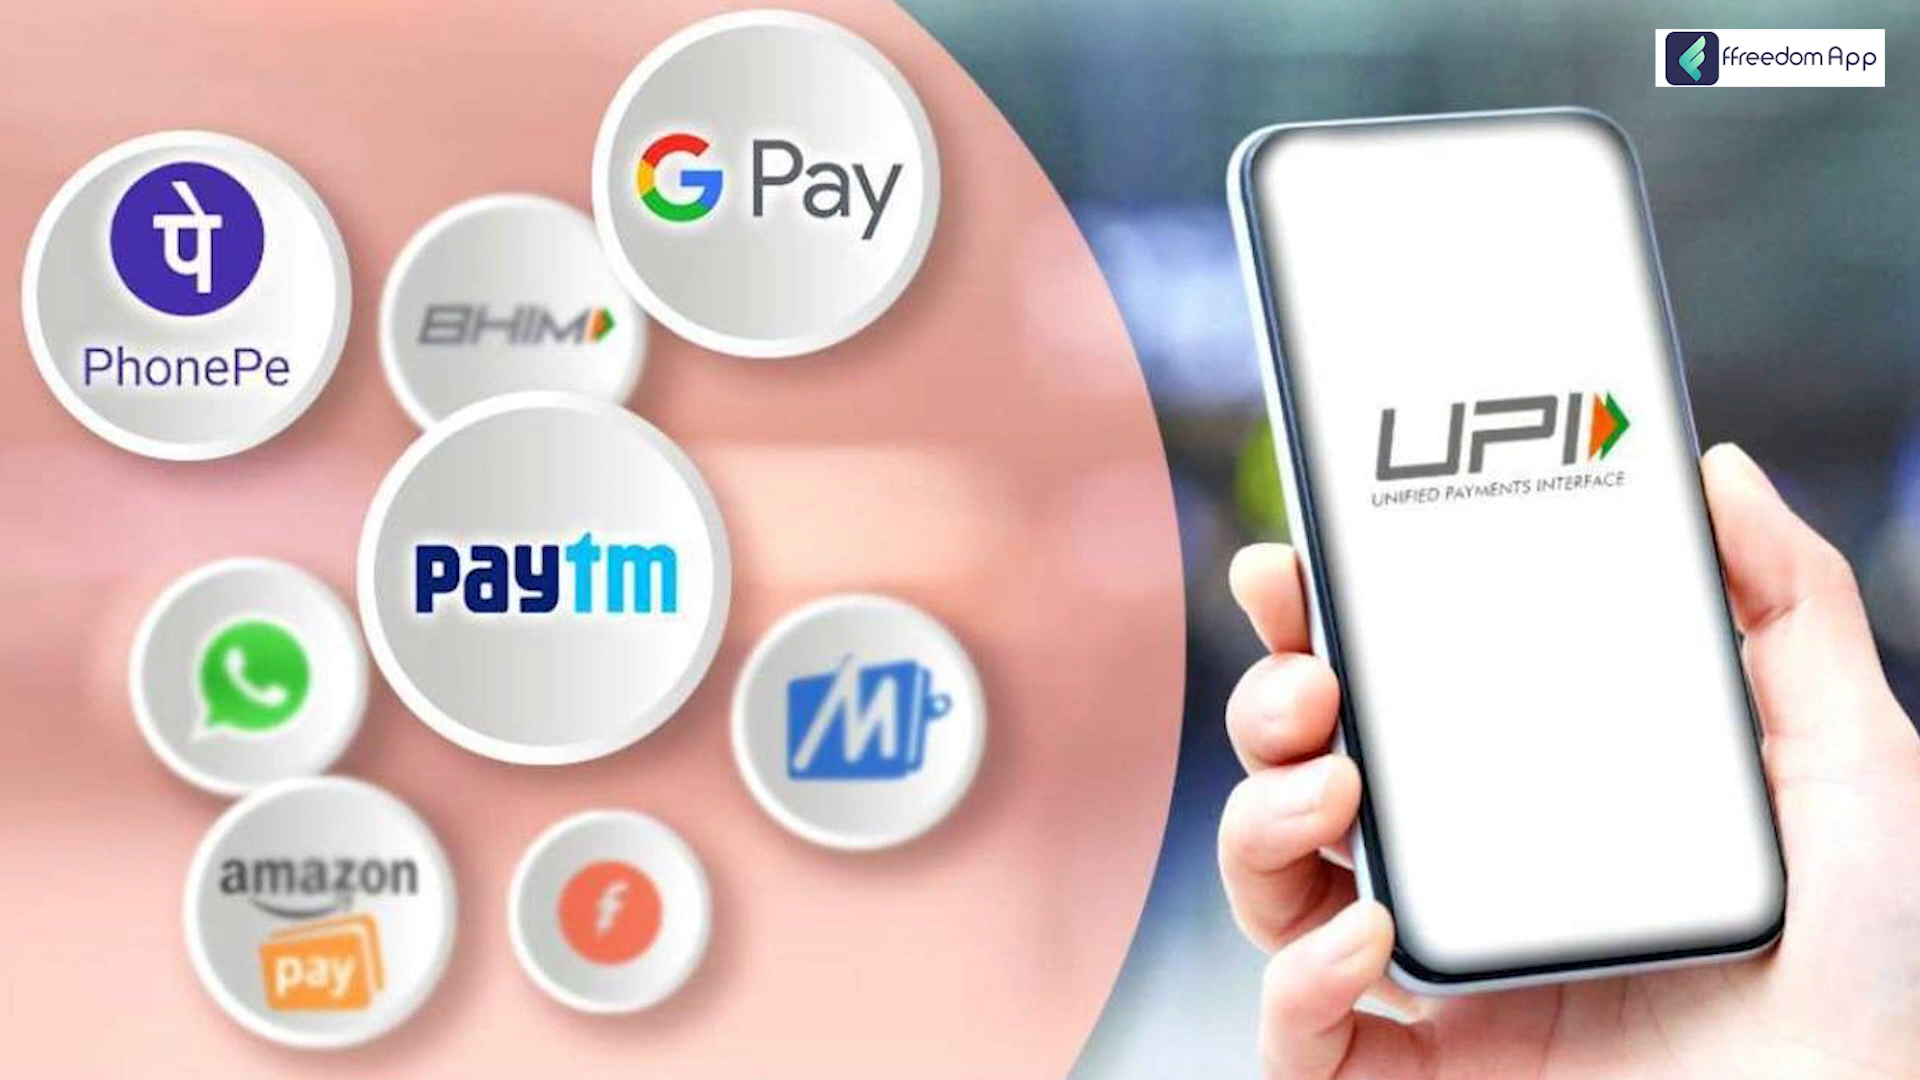 ffreedom App
G Pay
पे
PhonePe
BHIM
UPI
UNIFIED PAYMENTS INTERFACE
paytm
M
amazon
pay
f